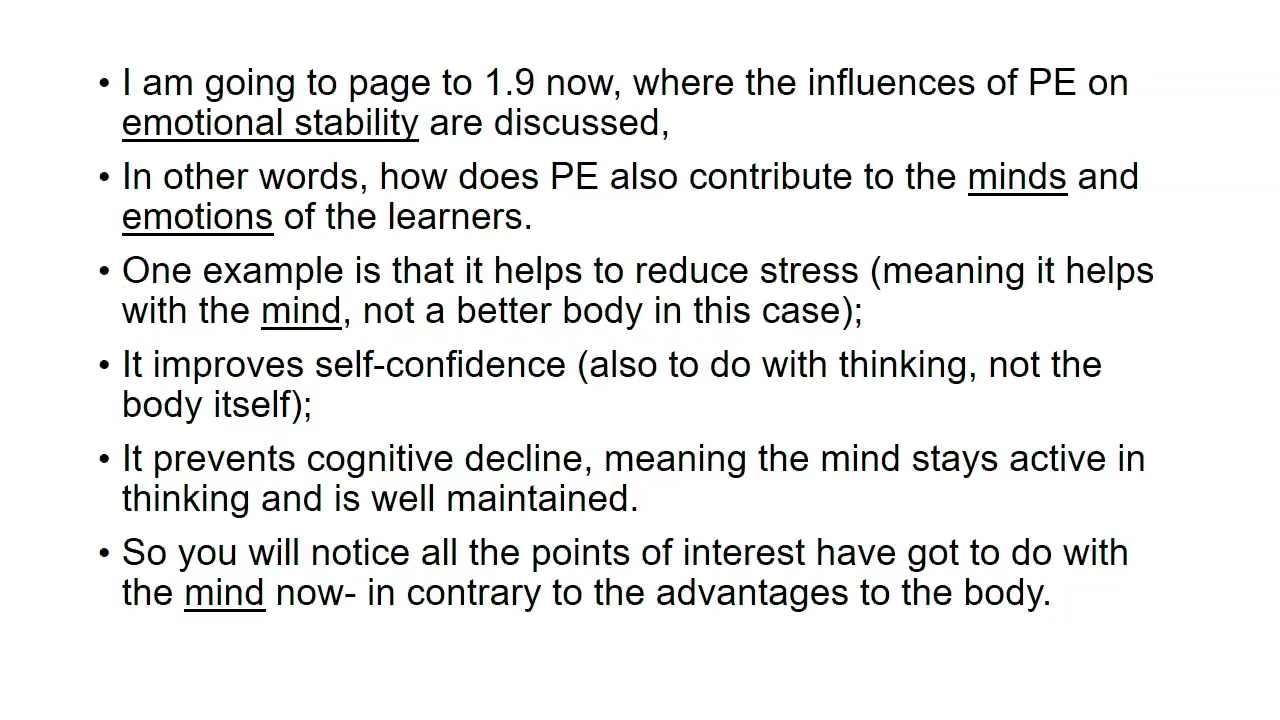 • I am going to page to 1.9 now, where the influences of PE on
emotional stability are discussed,
• In other words, how does PE also contribute to the minds and
emotions of the learners.
• One example is that it helps to reduce stress (meaning it helps
with the mind, not a better body in this case);
• It improves self-confidence (also to do with thinking, not the
body itself);
• It prevents cognitive decline, meaning the mind stays active in
thinking and is well maintained.
• So you will notice all the points of interest have got to do with
the mind now- in contrary to the advantages to the body.